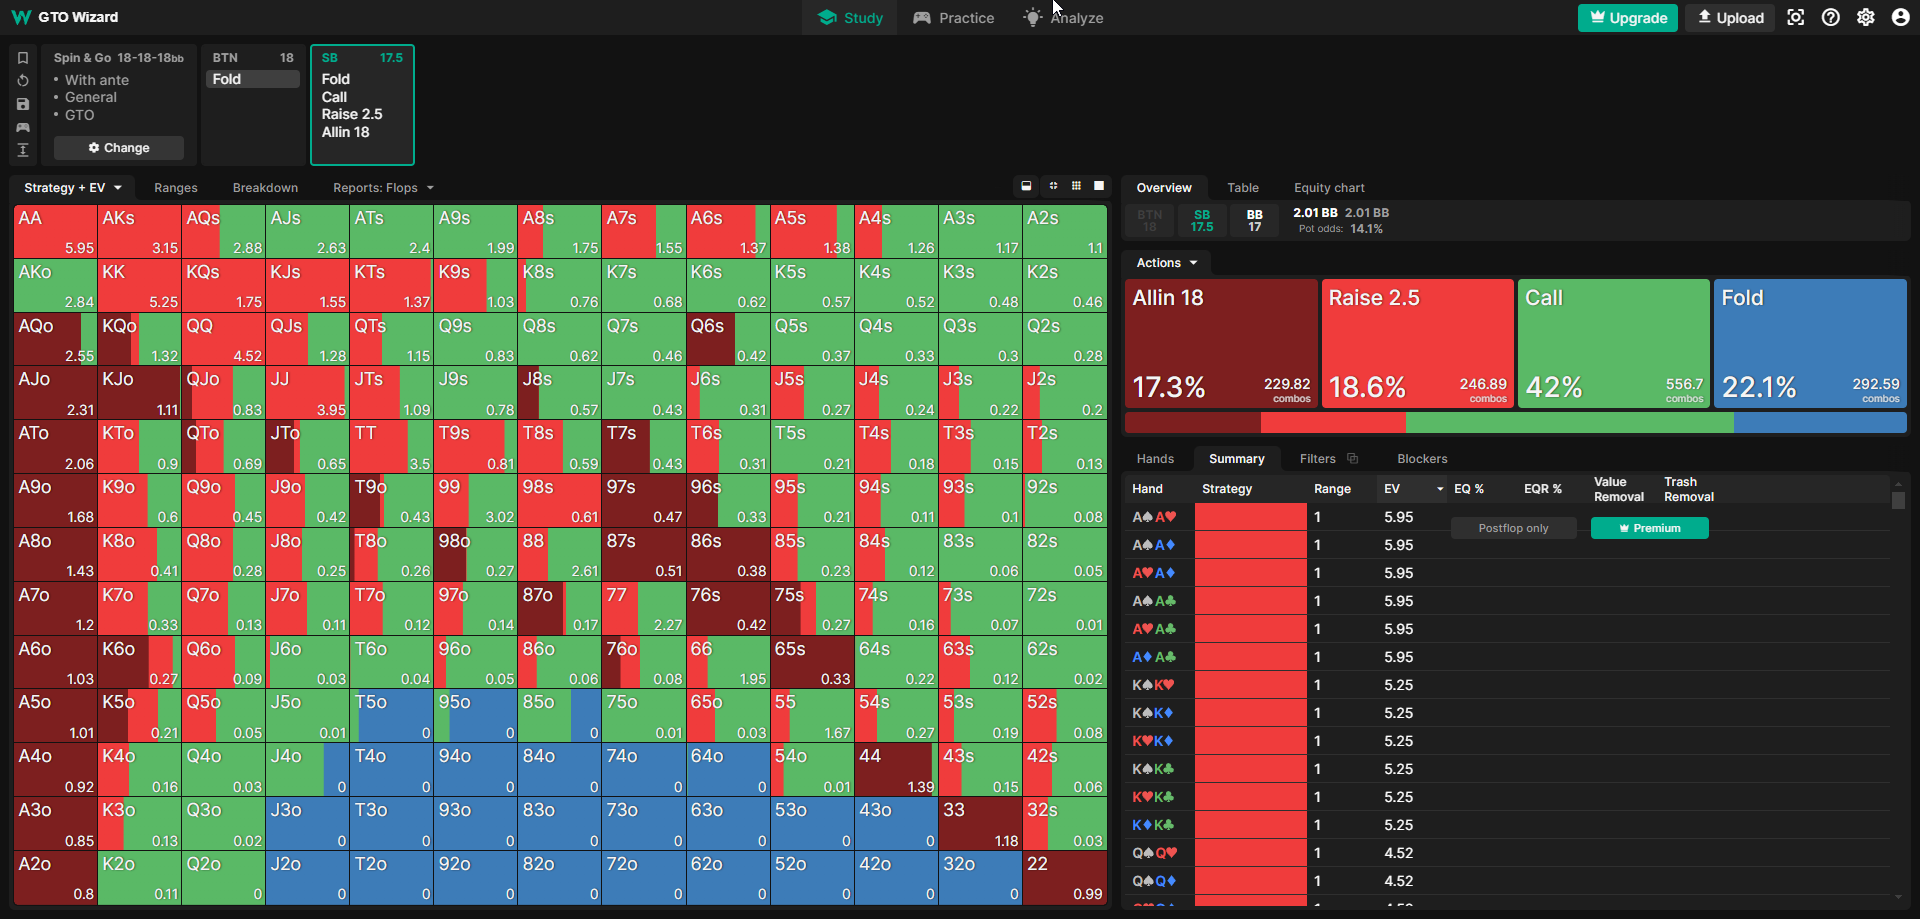 GTO Wizard
Study
Practice
Analyze
Upgrade
Upload
Spin & Go 18-18-18bb
• With ante
• General
• GTO
Change
BTN 18
Fold
SB 17.5
Fold
Call
Raise 2.5
Allin 18
Strategy + EV
Ranges
Breakdown
Reports: Flops
AA AKs AQs AJs ATs A9s A8s A7s A6s A5s A4s A3s A2s
5.95 3.15 2.88 2.63 2.4 1.99 1.75 1.55 1.37 1.38 1.26 1.17 1.1
AKo KK KQs KJs KTs K9s K8s K7s K6s K5s K4s K3s K2s
2.84 5.25 1.75 1.55 1.37 1.03 0.76 0.68 0.62 0.57 0.52 0.48 0.46
AQo KQo QQ QJs QTs Q9s Q8s Q7s Q6s Q5s Q4s Q3s Q2s
2.55 1.32 4.52 1.28 1.15 0.83 0.62 0.46 0.42 0.37 0.33 0.3 0.28
AJo KJo QJo JJ JTs J9s J8s J7s J6s J5s J4s J3s J2s
2.31 1.11 0.83 3.95 1.09 0.78 0.57 0.43 0.31 0.27 0.24 0.22 0.2
ATo KTo QTo JTo TT T9s T8s T7s T6s T5s T4s T3s T2s
2.06 0.9 0.69 0.65 3.5 0.81 0.59 0.43 0.31 0.21 0.18 0.15 0.13
A9o K9o Q9o J9o T9o 99 98s 97s 96s 95s 94s 93s 92s
1.68 0.6 0.45 0.42 0.43 3.02 0.61 0.47 0.33 0.21 0.11 0.1 0.08
A8o K8o Q8o J8o T8o 98o 88 87s 86s 85s 84s 83s 82s
1.43 0.41 0.28 0.25 0.26 0.27 2.61 0.51 0.38 0.23 0.12 0.06 0.05
A7o K7o Q7o J7o T7o 97o 87o 77 76s 75s 74s 73s 72s
1.2 0.33 0.13 0.11 0.12 0.14 0.17 2.27 0.42 0.27 0.16 0.07 0.01
A6o K6o Q6o J6o T6o 96o 86o 76o 66 65s 64s 63s 62s
1.03 0.27 0.09 0.03 0.04 0.05 0.06 0.08 1.95 0.33 0.22 0.12 0.02
A5o K5o Q5o J5o T5o 95o 85o 75o 65o 55 54s 53s 52s
1.01 0.21 0.05 0.01 0 0 0 0.01 0.03 1.67 0.27 0.19 0.08
A4o K4o Q4o J4o T4o 94o 84o 74o 64o 54o 44 43s 42s
0.92 0.16 0.03 0 0 0 0 0 0 0.01 1.39 0.15 0.06
A3o K3o Q3o J3o T3o 93o 83o 73o 63o 53o 43o 33 32s
0.85 0.13 0.02 0 0 0 0 0 0 0 0 1.18 0.03
A2o K2o Q2o J2o T2o 92o 82o 72o 62o 52o 42o 32o 22
0.8 0.11 0 0 0 0 0 0 0 0 0 0 0.99
Overview
Table
Equity chart
BTN 18
SB 17.5
BB 17
2.01 BB 2.01 BB
Pot odds: 14.1%
Actions
Allin 18
17.3%
229.82 combos
Raise 2.5
18.6%
246.89 combos
Call
42%
556.7 combos
Fold
22.1%
292.59 combos
Hands
Summary
Filters
Blockers
Hand Strategy Range EV EQ % EQR % Value Removal Trash Removal
Postflop only
Premium
A♠A♥ 1 5.95
A♠A♦ 1 5.95
A♥A♦ 1 5.95
A♠A♣ 1 5.95
A♥A♣ 1 5.95
A♦A♣ 1 5.95
K♠K♥ 1 5.25
K♠K♦ 1 5.25
K♥K♦ 1 5.25
K♠K♣ 1 5.25
K♥K♣ 1 5.25
K♦K♣ 1 5.25
Q♠Q♥ 1 4.52
Q♠Q♦ 1 4.52